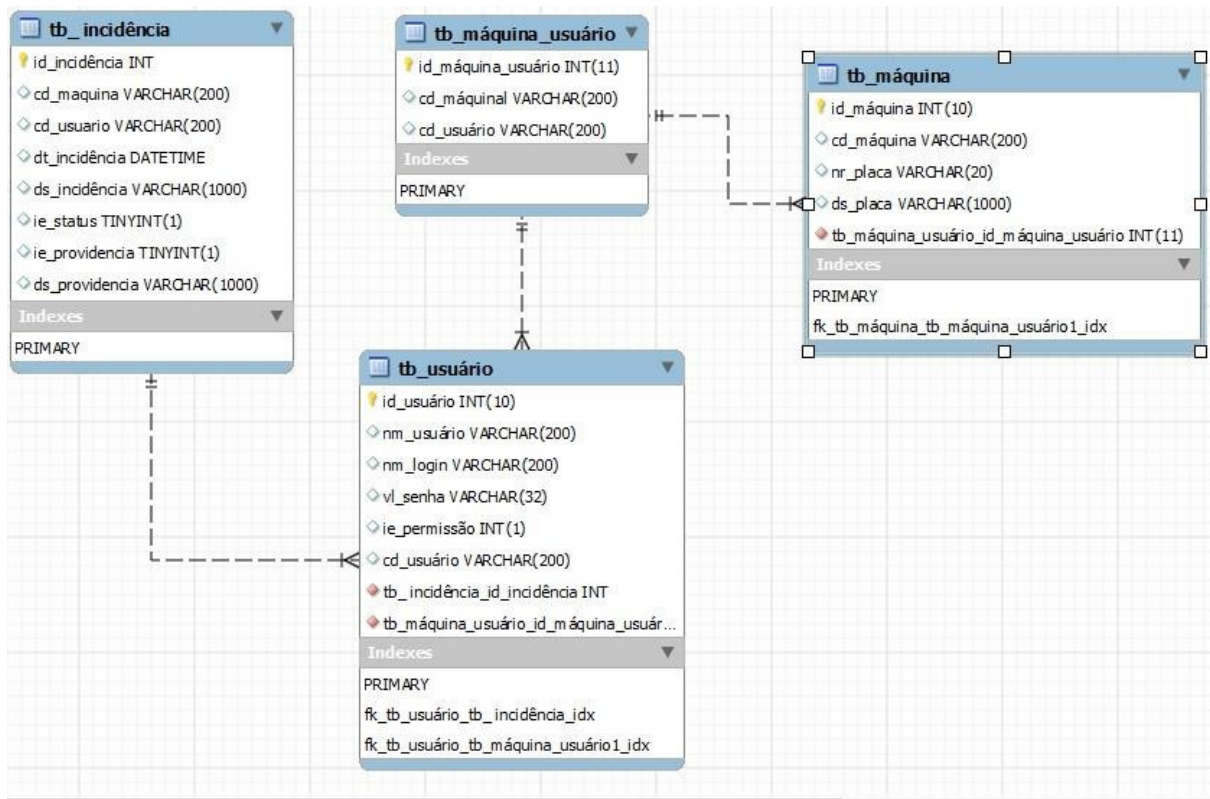 tb_ incidência
id_incidência INT
cd_maquina VARCHAR(200)
cd_usuario VARCHAR(200)
dt_incidência DATETIME
ds_incidência VARCHAR(1000)
ie_status TINYINT(1)
ie_providencia TINYINT(1)
ds_providencia VARCHAR(1000)
Indexes
PRIMARY
tb_máquina_usuário
id_máquina_usuário INT(11)
cd_máquinal VARCHAR(200)
cd_usuário VARCHAR(200)
Indexes
PRIMARY
tb_máquina
id_máquina INT(10)
cd_máquina VARCHAR(200)
nr_placa VARCHAR(20)
ds_placa VARCHAR(1000)
tb_máquina_usuário_id_máquina_usuário INT(11)
Indexes
PRIMARY
fk_tb_máquina_tb_máquina_usuário1_idx
tb_usuário
id_usuário INT(10)
nm_usuário VARCHAR(200)
nm_login VARCHAR(200)
vl_senha VARCHAR(32)
ie_permissão INT(1)
cd_usuário VARCHAR(200)
tb_ incidência_id_incidência INT
tb_máquina_usuário_id_máquina_usuár...
Indexes
PRIMARY
fk_tb_usuário_tb_ incidência_idx
fk_tb_usuário_tb_máquina_usuário1_idx